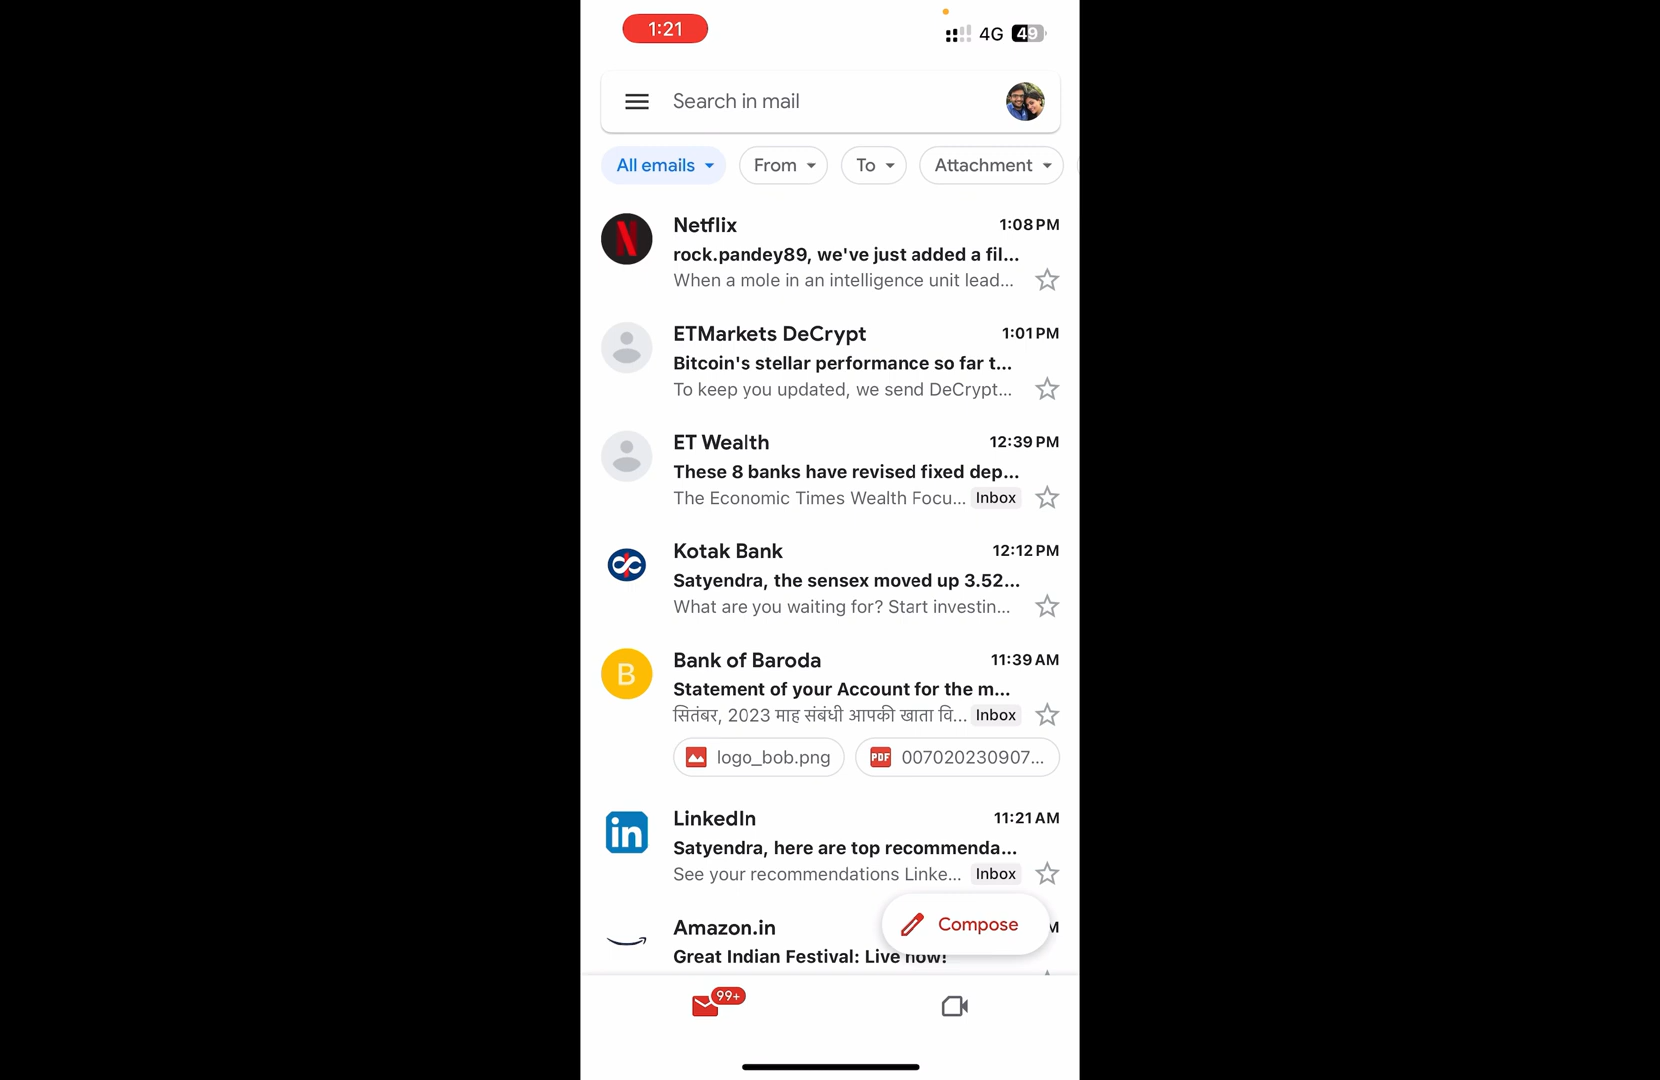 1:21
4G 49
Search in mail
All emails From To Attachment
Netflix 1:08 PM
rock.pandey89, we've just added a fil...
When a mole in an intelligence unit lead...
ETMarkets DeCrypt 1:01 PM
Bitcoin's stellar performance so far t...
To keep you updated, we send DeCrypt...
ET Wealth 12:39 PM
These 8 banks have revised fixed dep...
The Economic Times Wealth Focu... Inbox
Kotak Bank 12:12 PM
Satyendra, the sensex moved up 3.52...
What are you waiting for? Start investin...
B
Bank of Baroda 11:39 AM
Statement of your Account for the m...
सितंबर, 2023 माह संबंधी आपकी खाता वि... Inbox
logo_bob.png PDF 007020230907...
in
LinkedIn 11:21 AM
Satyendra, here are top recommenda...
See your recommendations Linke... Inbox
Amazon.in M
Compose
Great Indian Festival: Live now!
99+